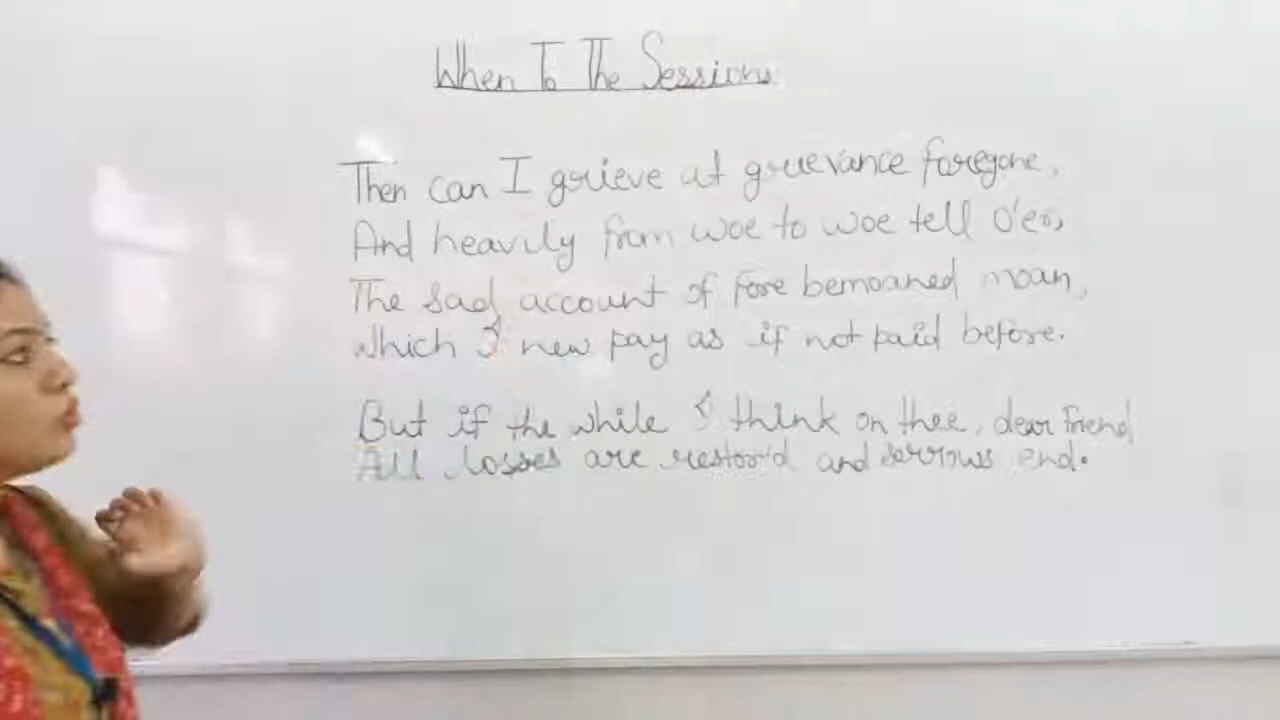 When To The Sessions
Then can I grieve at grievance foregone,
And heavily from woe to woe tell o'er,
The sad account of fore bemoaned moan,
Which I new pay as if not paid before.
But if the while I think on thee, dear friend
All losses are restor'd and sorrows end.